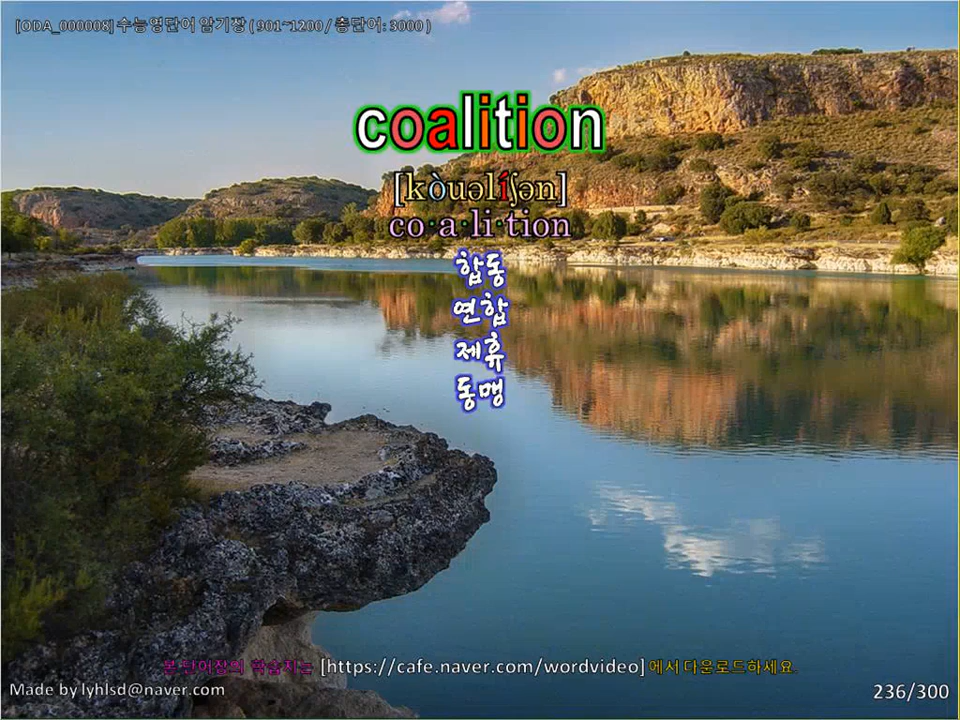 [ODA_000008] 수능영단어 암기장 ( 901~1200 / 총단어: 3000 )
coalition
[kòuəlíʃən]
co·a·li·tion
합동
연합
제휴
동맹
본 단어장의 학습지는 [https://cafe.naver.com/wordvideo] 에서 다운로드하세요.
Made by lyhlsd@naver.com
236/300